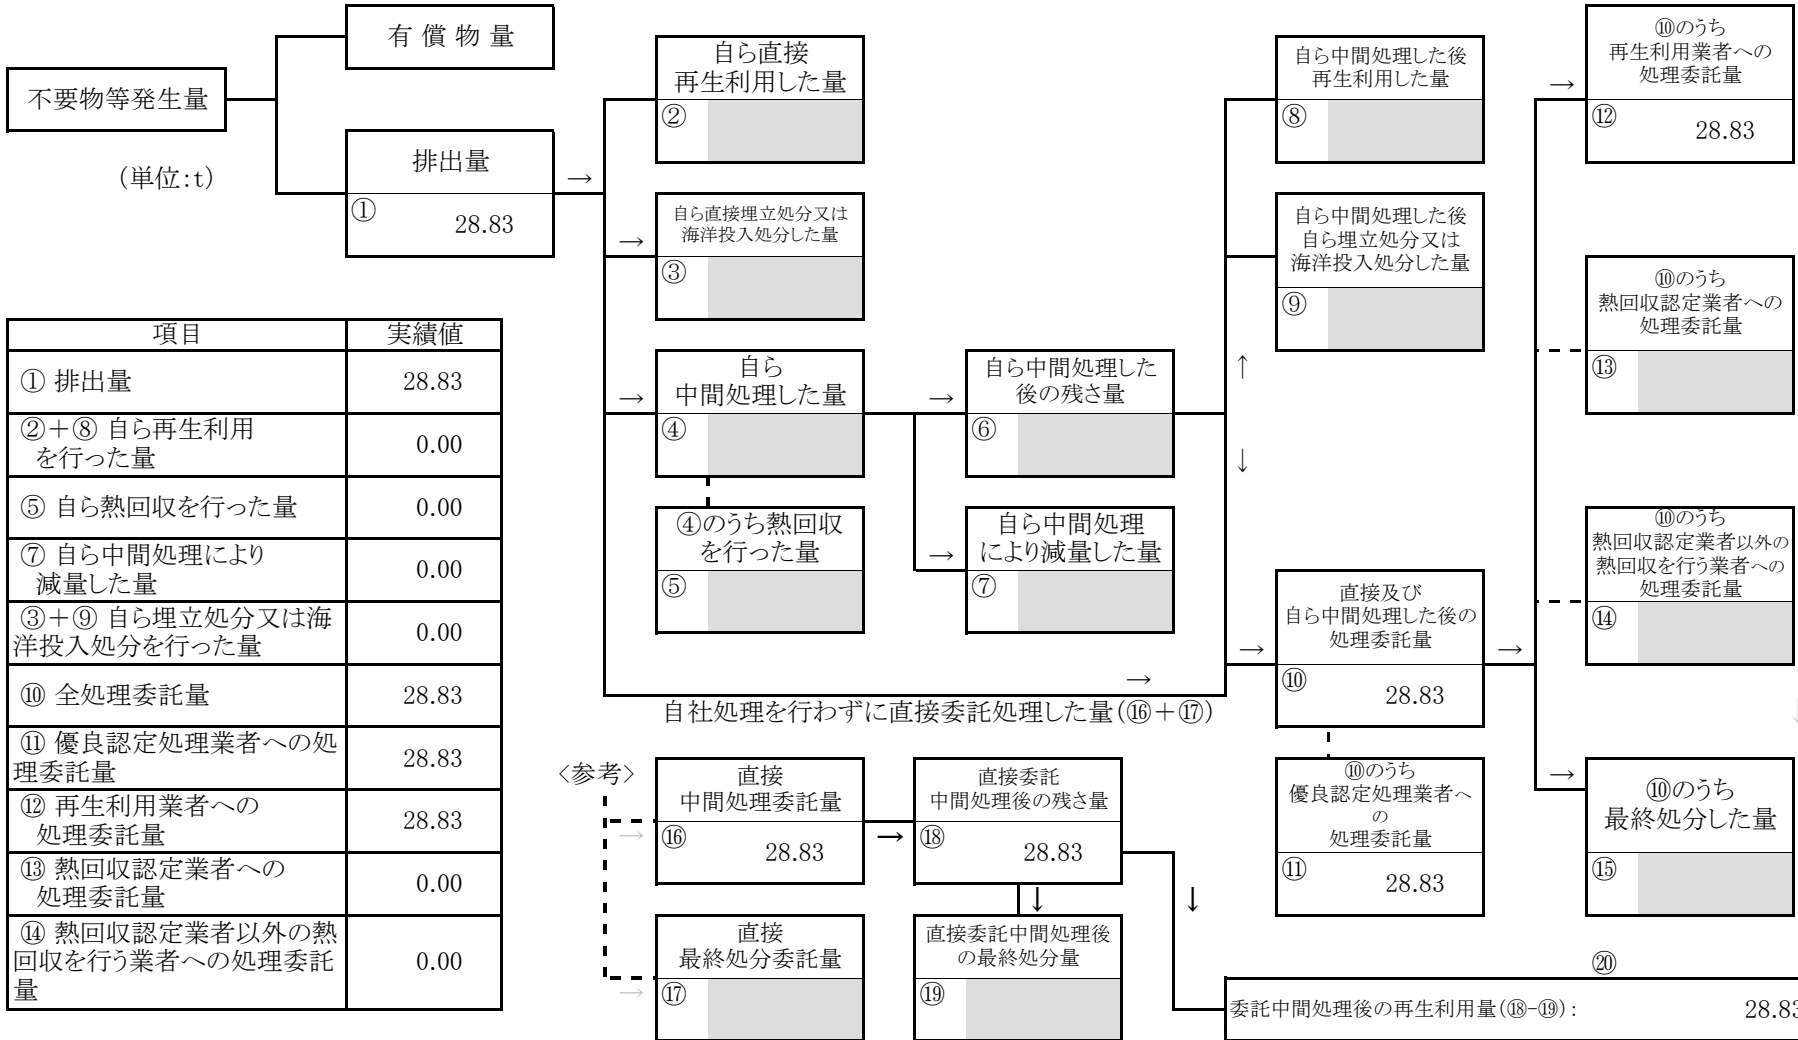 有 償 物 量
不要物等発生量
(単位:t)
排出量
→
①
28.83
自ら直接
再生利用した量
②
→
自ら直接埋立処分又は
海洋投入処分した量
③
→
自ら
中間処理した量
④
④のうち熱回収
を行った量
⑤
→
自ら中間処理した
後の残さ量
⑥
→
自ら中間処理
により減量した量
⑦
自ら中間処理した後
再生利用した量
⑧
自ら中間処理した後
自ら埋立処分又は
海洋投入処分した量
⑨
↑
↓
→
直接及び
自ら中間処理した後の
処理委託量
⑩
28.83
→
⑩のうち
優良認定処理業者へ
の
処理委託量
⑪
28.83
→
⑩のうち
再生利用業者への
処理委託量
⑫
28.83
⑩のうち
熱回収認定業者への
処理委託量
⑬
⑩のうち
熱回収認定業者以外の
熱回収を行う業者への
処理委託量
⑭
→
⑩のうち
最終処分した量
⑮
→
自社処理を行わずに直接委託処理した量(⑯+⑰)
項目 実績値
① 排出量 28.83
②+⑧ 自ら再生利用
を行った量 0.00
⑤ 自ら熱回収を行った量 0.00
⑦ 自ら中間処理により
減量した量 0.00
③+⑨ 自ら埋立処分又は海
洋投入処分を行った量 0.00
⑩ 全処理委託量 28.83
⑪ 優良認定処理業者への処
理委託量 28.83
⑫ 再生利用業者への
処理委託量 28.83
⑬ 熱回収認定業者への
処理委託量 0.00
⑭ 熱回収認定業者以外の熱
回収を行う業者への処理委託
量 0.00
<参考>
→
直接
中間処理委託量
⑯
28.83
→
直接委託
中間処理後の残さ量
⑱
28.83
↓
↓
→
直接
最終処分委託量
⑰
直接委託中間処理後
の最終処分量
⑲
⑳
委託中間処理後の再生利用量(⑱-⑲): 28.83